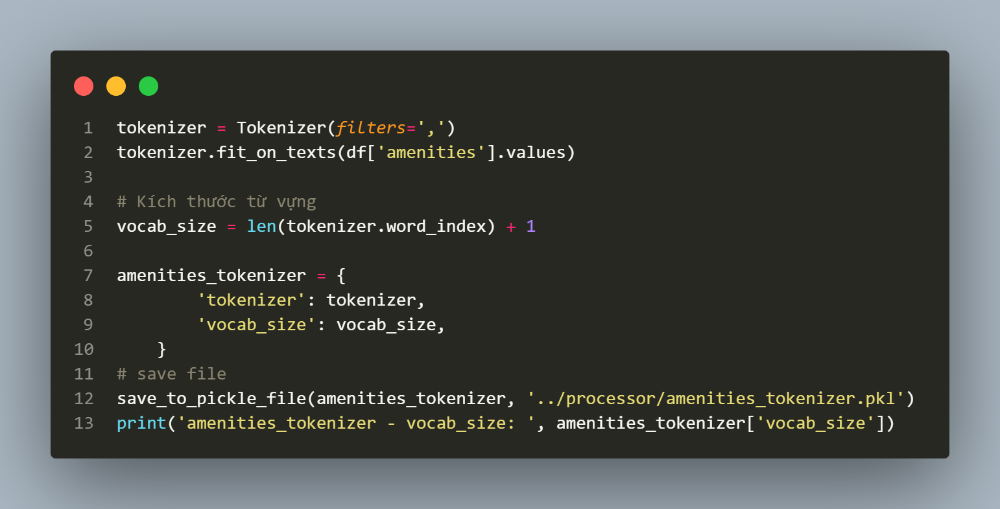 1 tokenizer = Tokenizer(filters=',')
2 tokenizer.fit_on_texts(df['amenities'].values)
3
4 # Kích thước từ vựng
5 vocab_size = len(tokenizer.word_index) + 1
6
7 amenities_tokenizer = {
8         'tokenizer': tokenizer,
9         'vocab_size': vocab_size,
10     }
11 # save file
12 save_to_pickle_file(amenities_tokenizer, '../processor/amenities_tokenizer.pkl')
13 print('amenities_tokenizer - vocab_size: ', amenities_tokenizer['vocab_size'])